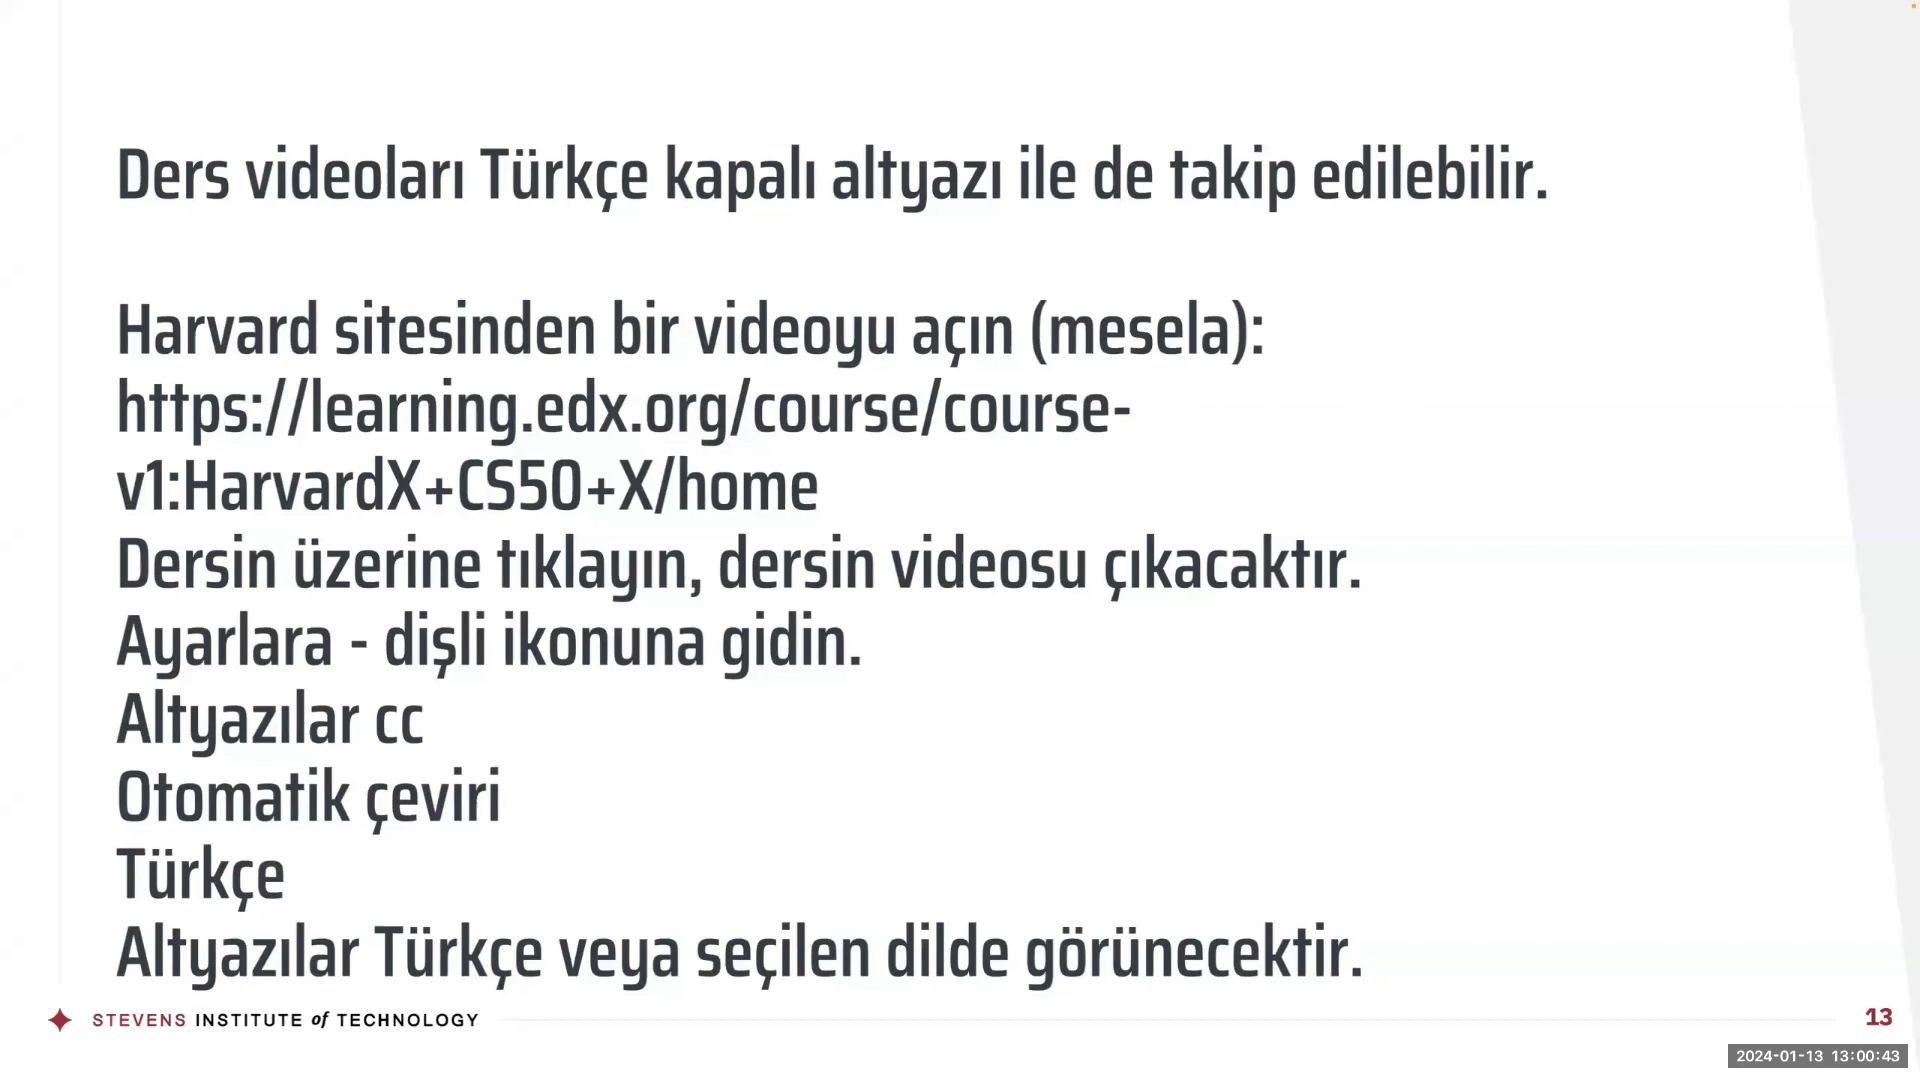 Ders videoları Türkçe kapalı altyazı ile de takip edilebilir.
Harvard sitesinden bir videoyu açın (mesela):
https://learning.edx.org/course/course-
v1:HarvardX+CS50+X/home
Dersin üzerine tıklayın, dersin videosu çıkacaktır.
Ayarlara - dişli ikonuna gidin.
Altyazılar cc
Otomatik çeviri
Türkçe
Altyazılar Türkçe veya seçilen dilde görünecektir.
STEVENS INSTITUTE of TECHNOLOGY
13
2024-01-13 13:00:43